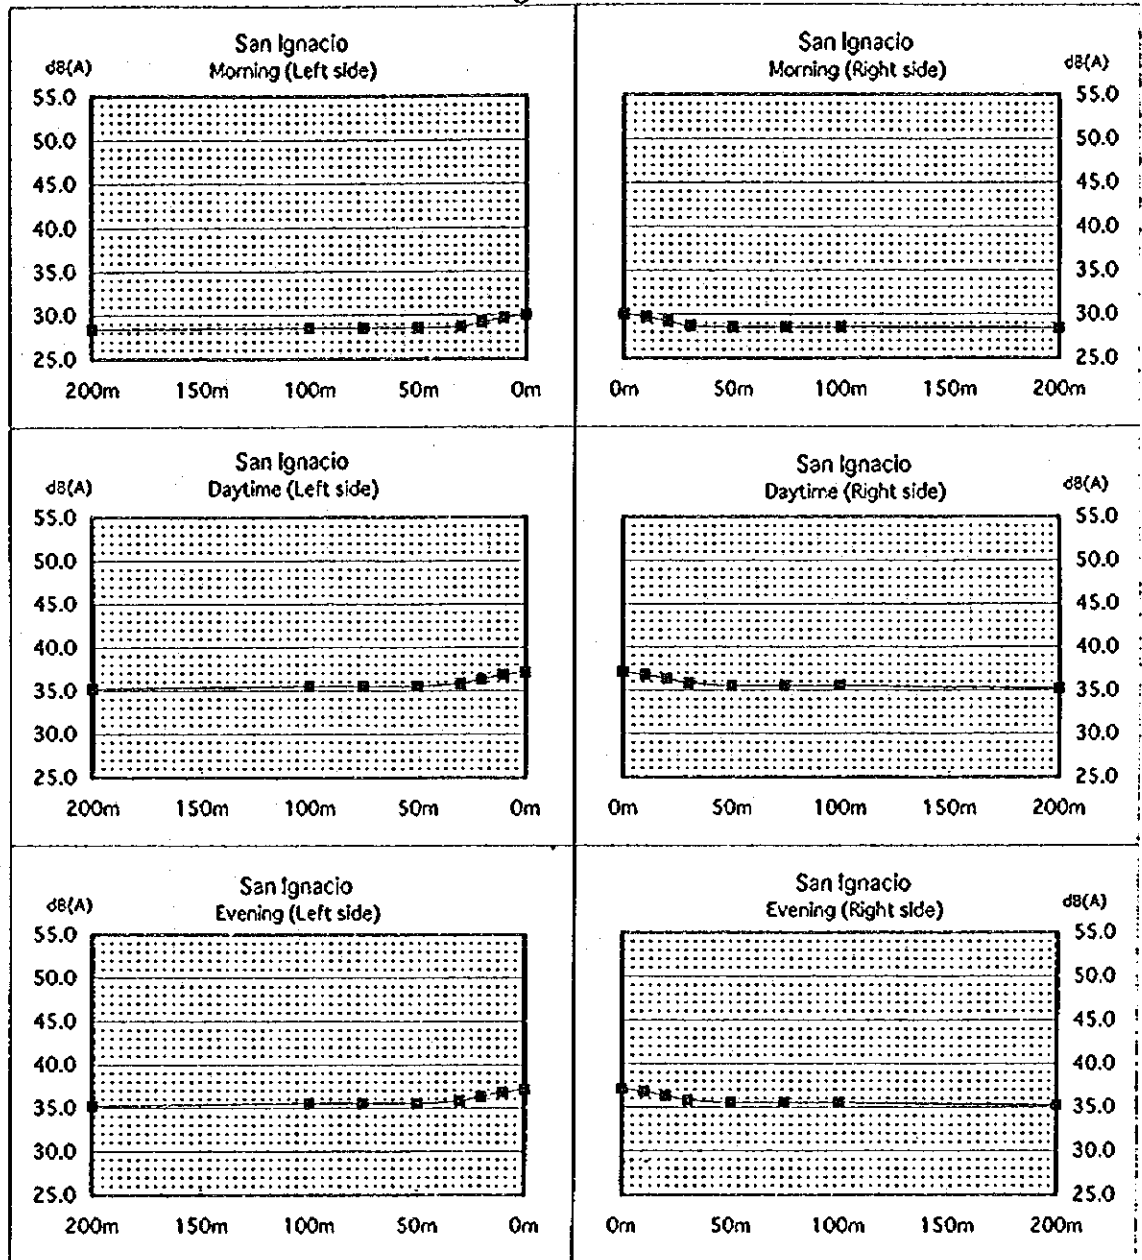 San Ignacio
Morning (Left side)
dB(A)
55.0
50.0
45.0
40.0
35.0
30.0
25.0
200m 150m 100m 50m 0m
San Ignacio
Morning (Right side)
dB(A)
55.0
50.0
45.0
40.0
35.0
30.0
25.0
0m 50m 100m 150m 200m
San Ignacio
Daytime (Left side)
dB(A)
55.0
50.0
45.0
40.0
35.0
30.0
25.0
200m 150m 100m 50m 0m
San Ignacio
Daytime (Right side)
dB(A)
55.0
50.0
45.0
40.0
35.0
30.0
25.0
0m 50m 100m 150m 200m
San Ignacio
Evening (Left side)
dB(A)
55.0
50.0
45.0
40.0
35.0
30.0
25.0
200m 150m 100m 50m 0m
San Ignacio
Evening (Right side)
dB(A)
55.0
50.0
45.0
40.0
35.0
30.0
25.0
0m 50m 100m 150m 200m